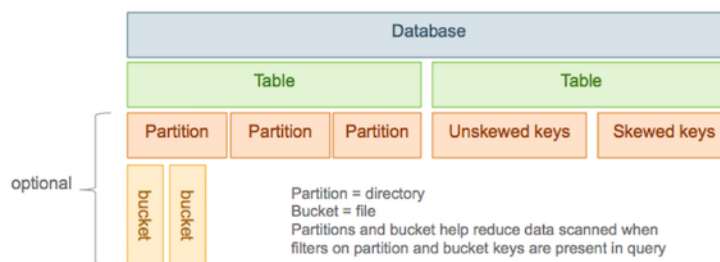 Database
Table
Table
Partition
Partition
Partition
Unskewed keys
Skewed keys
optional
bucket
bucket
Partition = directory
Bucket = file
Partitions and bucket help reduce data scanned when
filters on partition and bucket keys are present in query